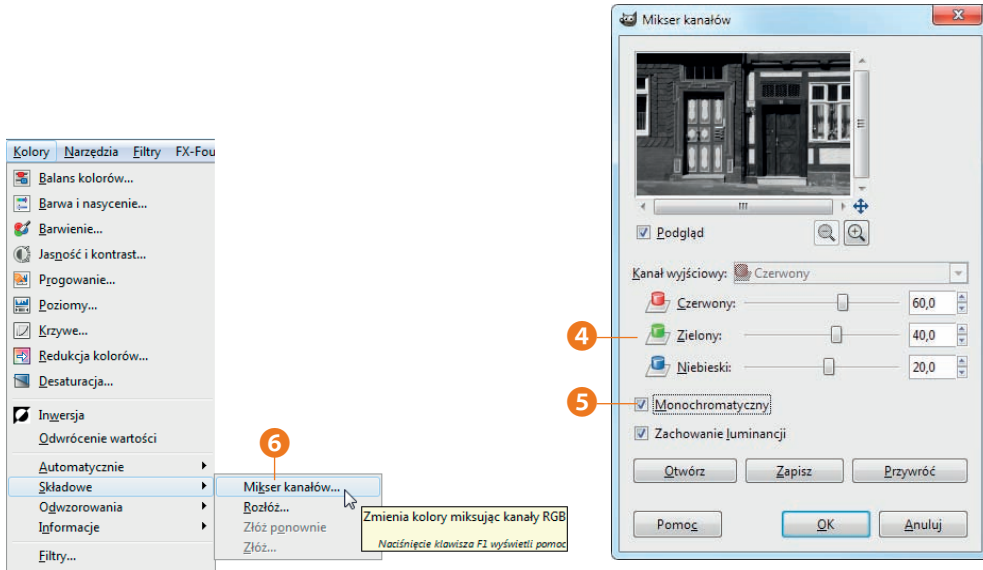 Kolory Narzędzia Filtry FX-Fou
Balans kolorów...
Barwa i nasycenie...
Barwienie...
Jasność i kontrast...
Progowanie...
Poziomy...
Krzywe...
Redukcja kolorów...
Desaturacja...
Inwersja
Odwrócenie wartości
Automatycznie
Składowe
Odwzorowania
Informacje
Filtry...
6
Mikser kanałów...
Rozłóż...
Złóż ponownie
Złóż...
Zmienia kolory miksując kanały RGB
Naciśnięcie klawisza F1 wyświetli pomoc
Mikser kanałów
Podgląd
Kanał wyjściowy: Czerwony
Czerwony: 60,0
4
Zielony: 40,0
Niebieski: 20,0
5
Monochromatyczny
Zachowanie luminancji
Otwórz Zapisz Przywróć
Pomoc OK Anuluj